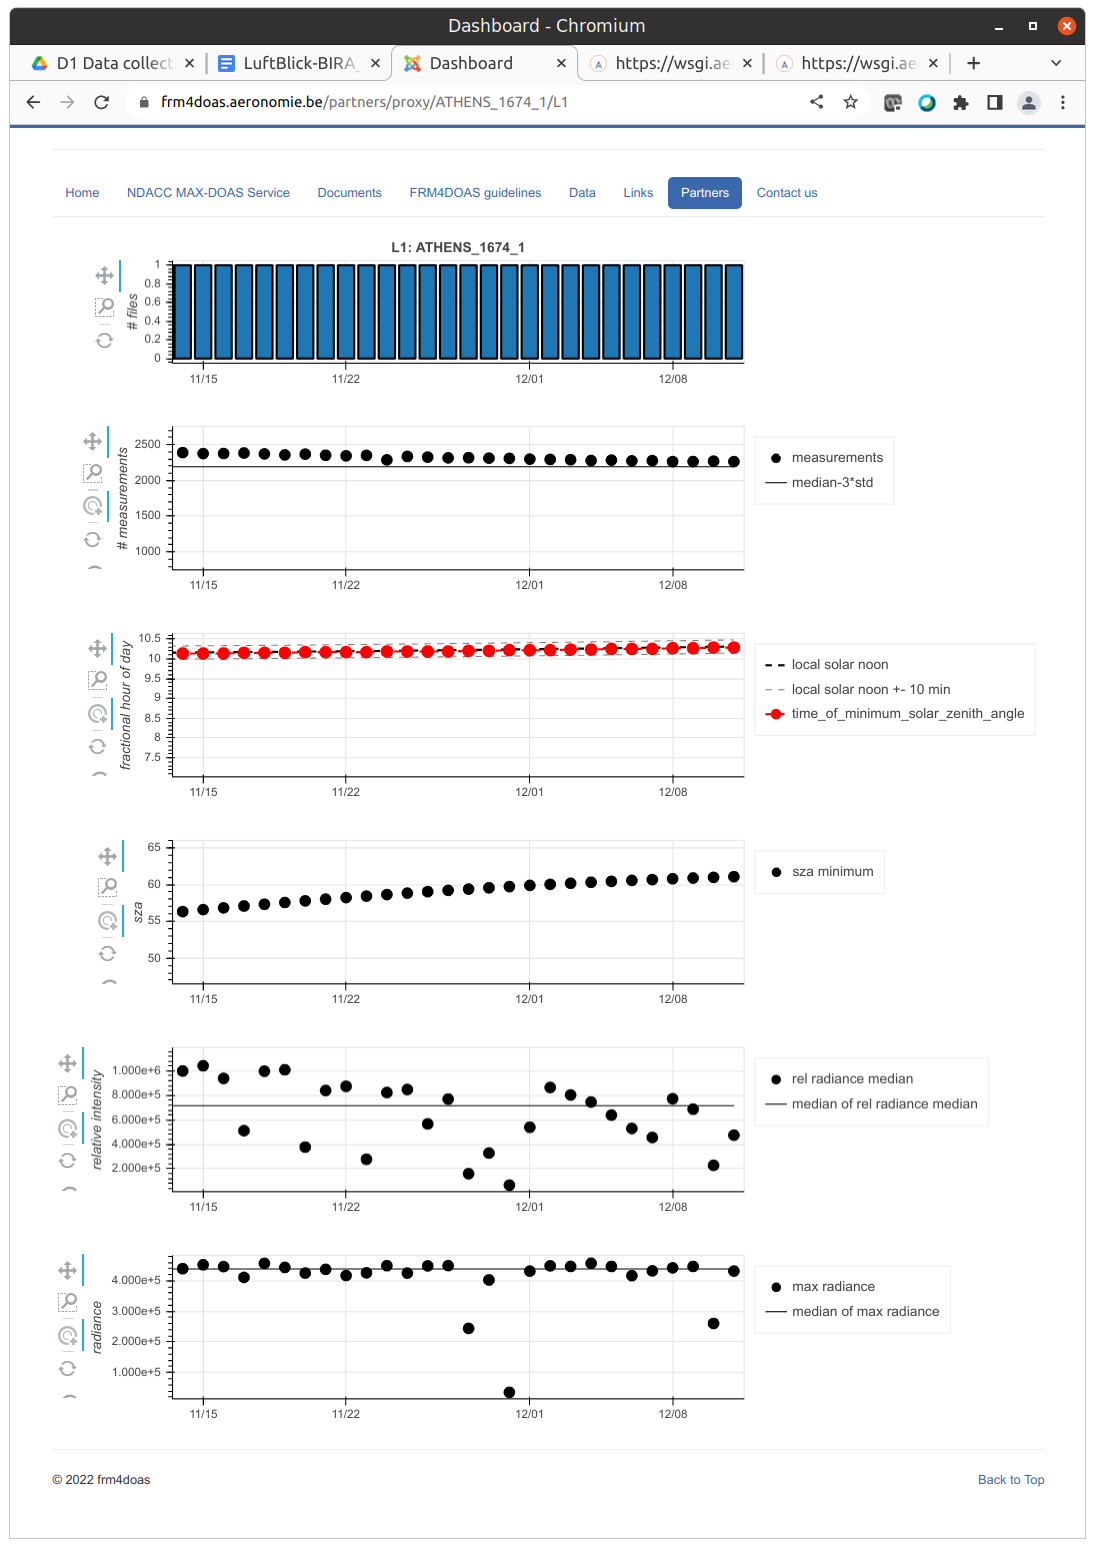 Dashboard - Chromium
D1 Data collect
LuftBlick-BIRA_
Dashboard
https://wsgi.ae
https://wsgi.ae
frm4doas.aeronomie.be/partners/proxy/ATHENS_1674_1/L1
Home NDACC MAX-DOAS Service Documents FRM4DOAS guidelines Data Links Partners Contact us
L1: ATHENS_1674_1
# files
1
0.8
0.6
0.4
0.2
0
11/15 11/22 12/01 12/08
# measurements
2500
2000
1500
1000
11/15 11/22 12/01 12/08
measurements
median-3*std
fractional hour of day
10.5
10
9.5
9
8.5
8
7.5
11/15 11/22 12/01 12/08
local solar noon
local solar noon +- 10 min
time_of_minimum_solar_zenith_angle
sza
65
60
55
50
11/15 11/22 12/01 12/08
sza minimum
relative intensity
1.000e+6
8.000e+5
6.000e+5
4.000e+5
2.000e+5
11/15 11/22 12/01 12/08
rel radiance median
median of rel radiance median
radiance
4.000e+5
3.000e+5
2.000e+5
1.000e+5
11/15 11/22 12/01 12/08
max radiance
median of max radiance
© 2022 frm4doas
Back to Top